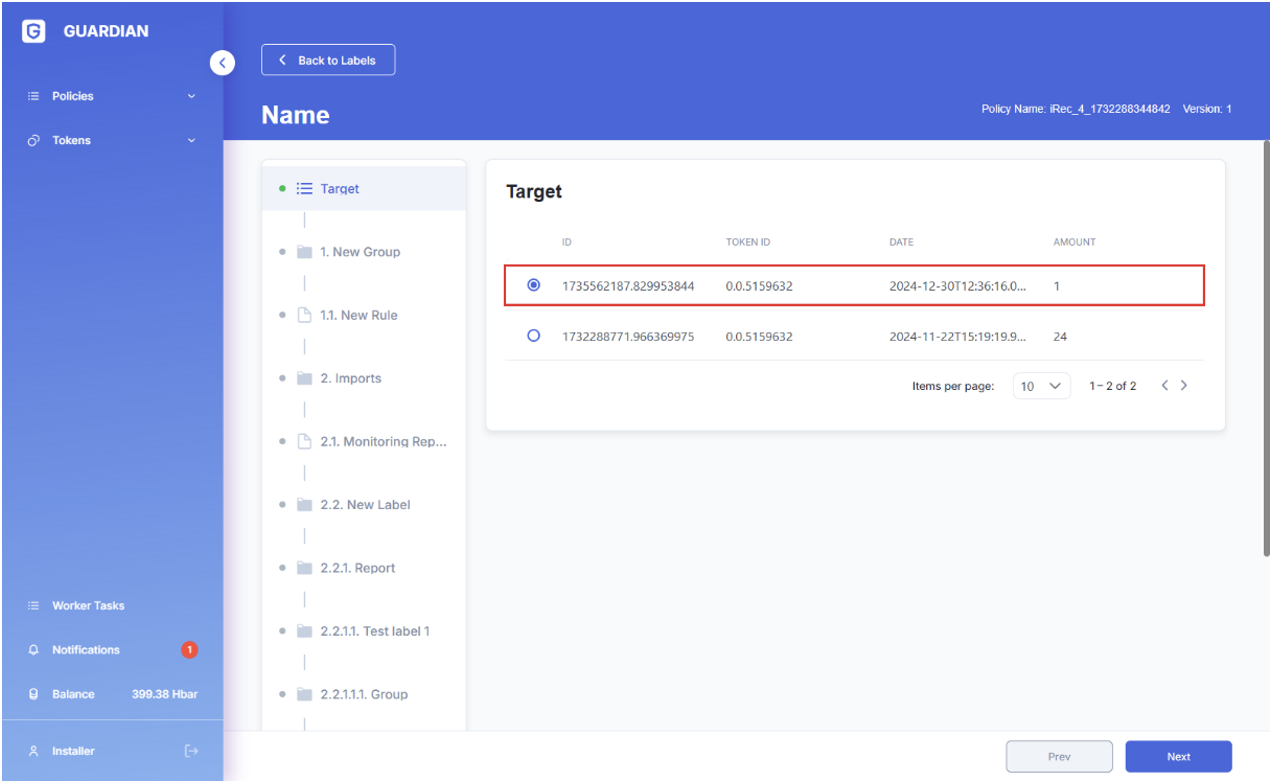 GUARDIAN
Policies
Tokens
Worker Tasks
Notifications 1
Balance 399.38 Hbar
Installer
Back to Labels
Name
Policy Name: iRec_4_1732288344842 Version: 1
Target
1. New Group
1.1. New Rule
2. Imports
2.1. Monitoring Rep...
2.2. New Label
2.2.1. Report
2.2.1.1. Test label 1
2.2.1.1.1. Group
Target
ID TOKEN ID DATE AMOUNT
1735562187.829953844 0.0.5159632 2024-12-30T12:36:16.0... 1
1732288771.966369975 0.0.5159632 2024-11-22T15:19:19.9... 24
Items per page: 10 1 – 2 of 2
Prev Next